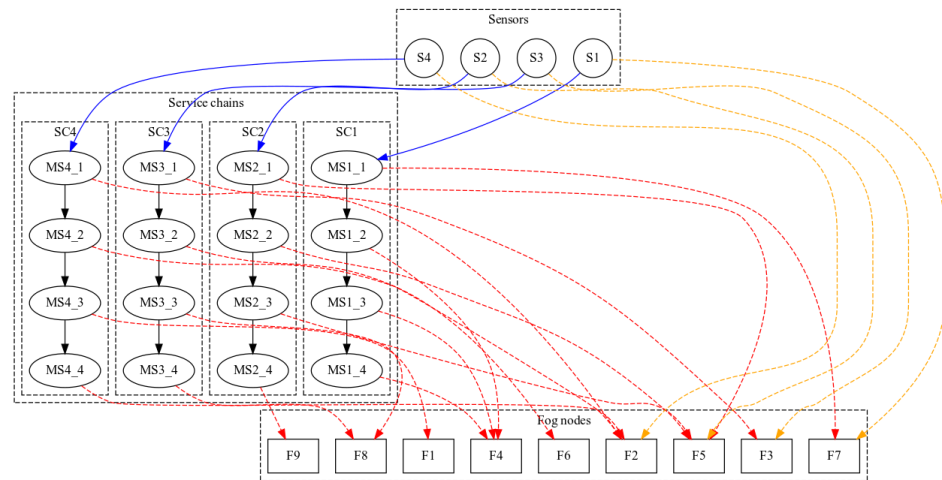 Sensors
S4 S2 S3 S1
Service chains
SC4 SC3 SC2 SC1
MS4_1 MS3_1 MS2_1 MS1_1
MS4_2 MS3_2 MS2_2 MS1_2
MS4_3 MS3_3 MS2_3 MS1_3
MS4_4 MS3_4 MS2_4 MS1_4
Fog nodes
F9 F8 F1 F4 F6 F2 F5 F3 F7